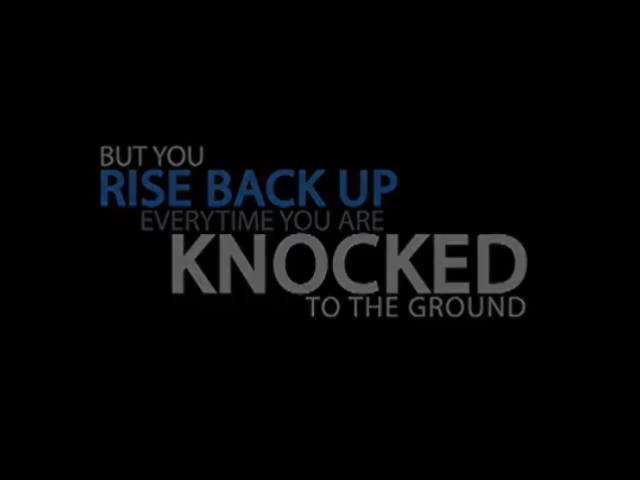 BUT YOU
RISE BACK UP
EVERYTIME YOU ARE
KNOCKED
TO THE GROUND